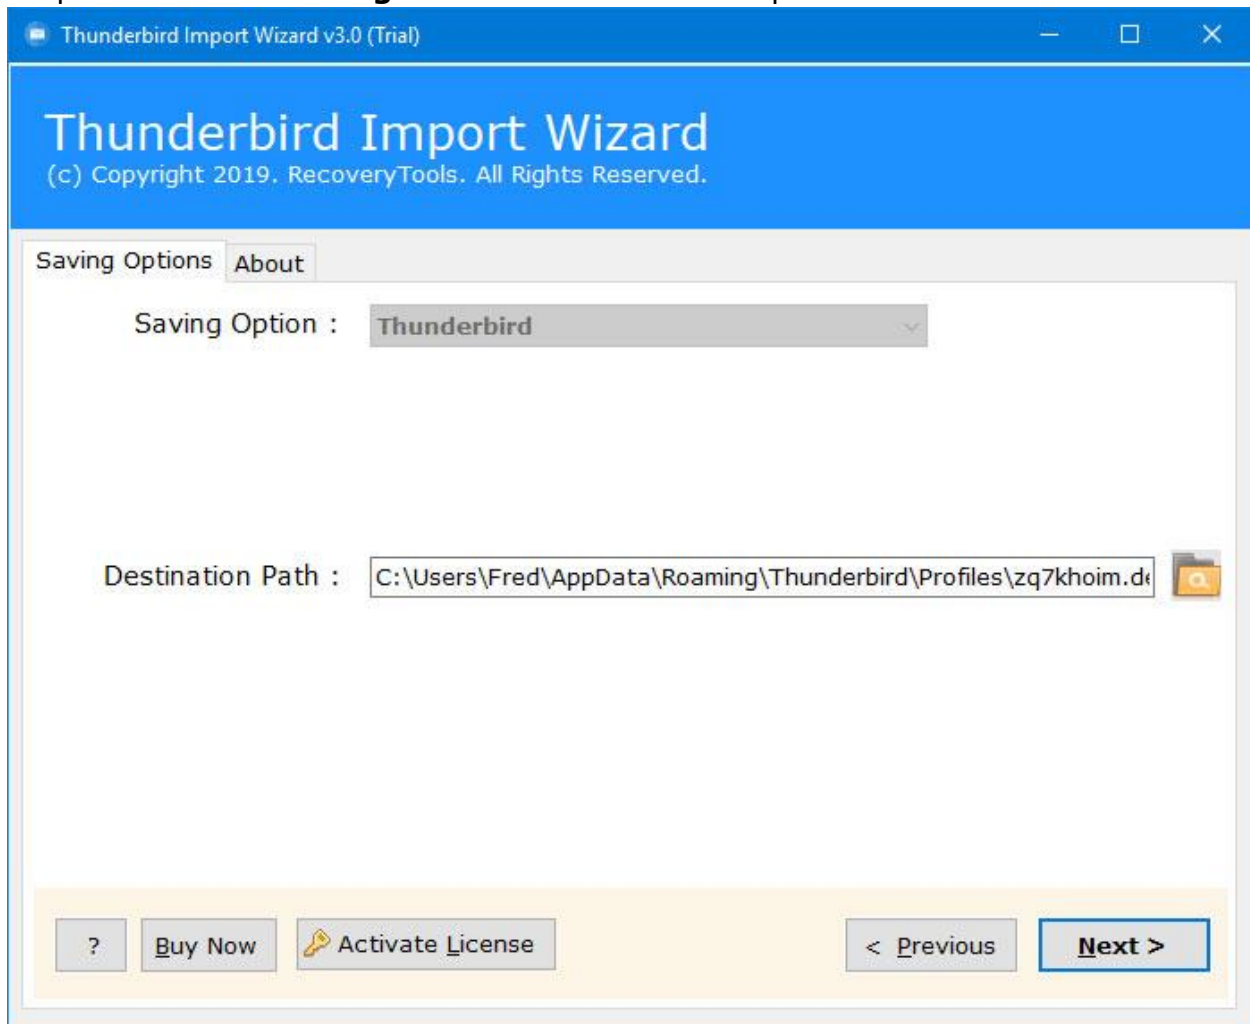 Thunderbird Import Wizard v3.0 (Trial)
Thunderbird Import Wizard
(c) Copyright 2019. RecoveryTools. All Rights Reserved.
Saving Options About
Saving Option : Thunderbird
Destination Path : C:\Users\Fred\AppData\Roaming\Thunderbird\Profiles\zq7khoim.de
? Buy Now Activate License < Previous Next >